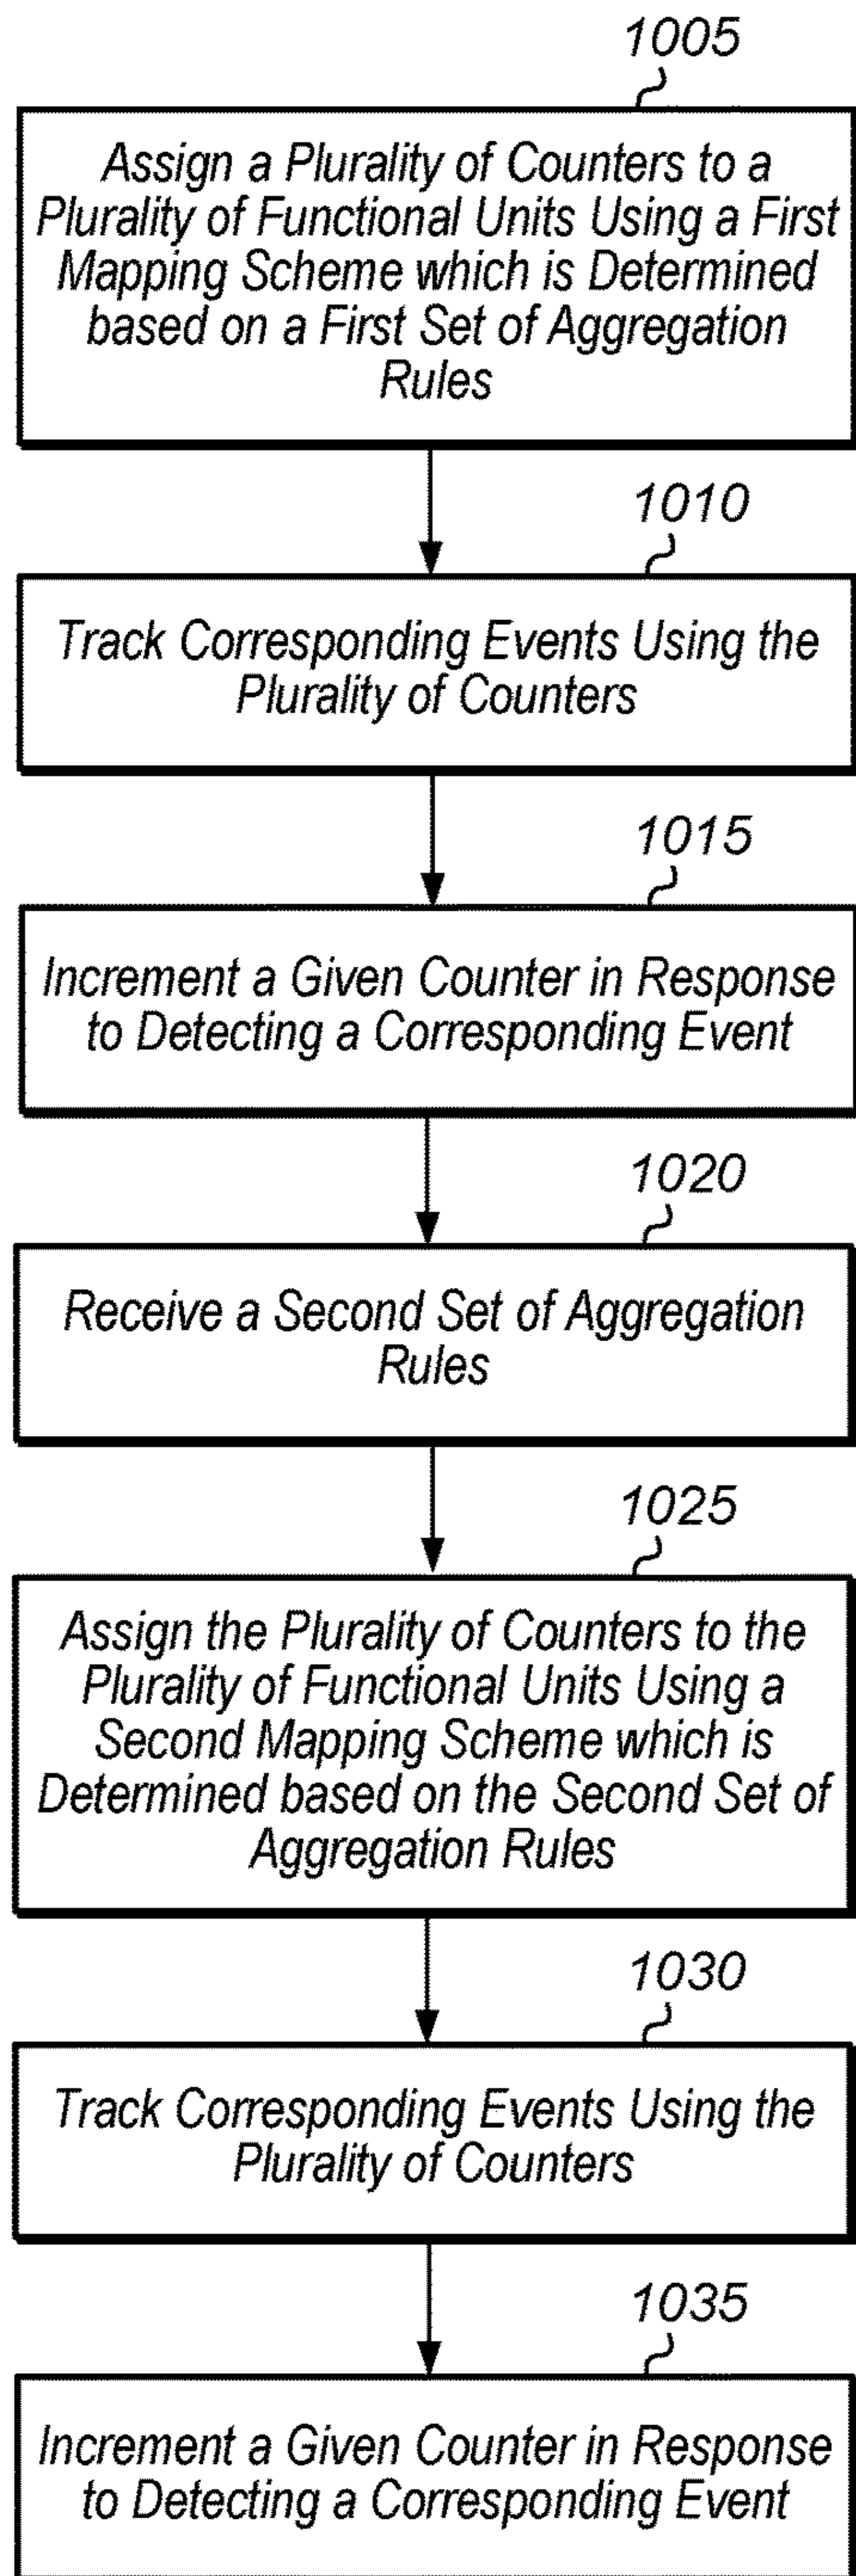 1005
Assign a Plurality of Counters to a
Plurality of Functional Units Using a First
Mapping Scheme which is Determined
based on a First Set of Aggregation
Rules
1010
Track Corresponding Events Using the
Plurality of Counters
1015
Increment a Given Counter in Response
to Detecting a Corresponding Event
1020
Receive a Second Set of Aggregation
Rules
1025
Assign the Plurality of Counters to the
Plurality of Functional Units Using a
Second Mapping Scheme which is
Determined based on the Second Set of
Aggregation Rules
1030
Track Corresponding Events Using the
Plurality of Counters
1035
Increment a Given Counter in Response
to Detecting a Corresponding Event